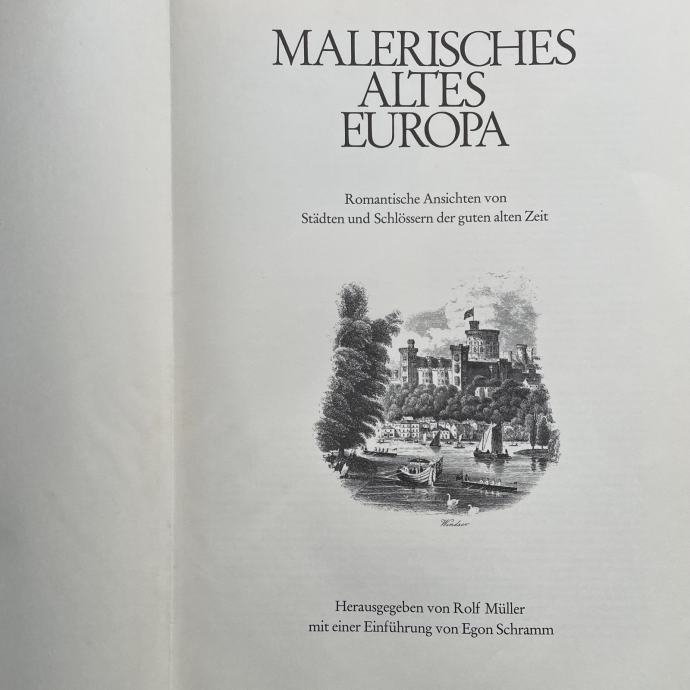 MALERISCHES
ALTES
EUROPA
Romantische Ansichten von
Städten und Schlössern der guten alten Zeit
Windsor
Herausgegeben von Rolf Müller
mit einer Einführung von Egon Schramm